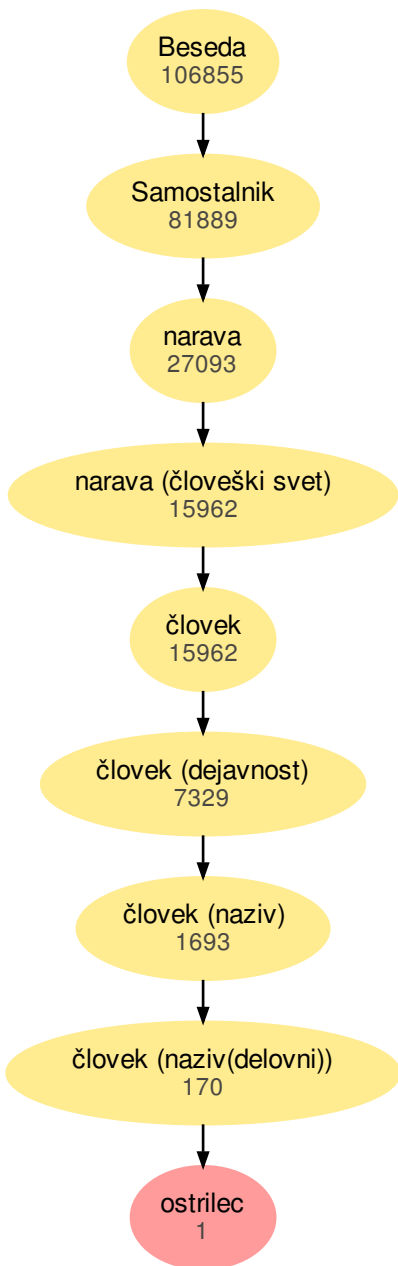 Beseda
106855
Samostalnik
81889
narava
27093
narava (človeški svet)
15962
človek
15962
človek (dejavnost)
7329
človek (naziv)
1693
človek (naziv(delovni))
170
ostrilec
1